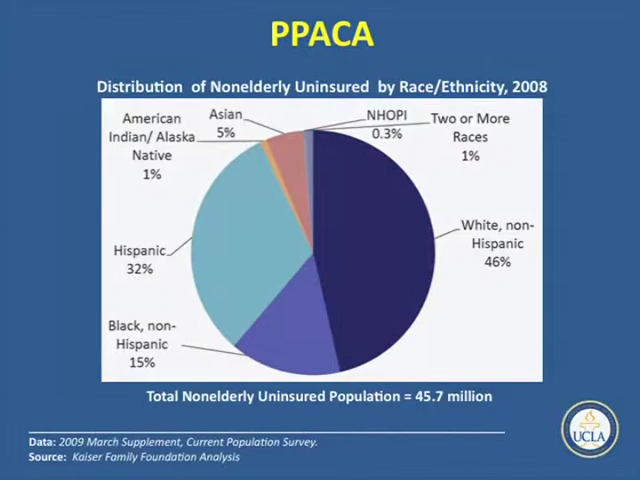 PPACA
Distribution of Nonelderly Uninsured by Race/Ethnicity, 2008
American
Indian/ Alaska
Native
1%
Asian
5%
NHOPI
0.3%
Two or More
Races
1%
White, non-
Hispanic
46%
Hispanic
32%
Black, non-
Hispanic
15%
Total Nonelderly Uninsured Population = 45.7 million
Data: 2009 March Supplement, Current Population Survey.
Source: Kaiser Family Foundation Analysis
UCLA